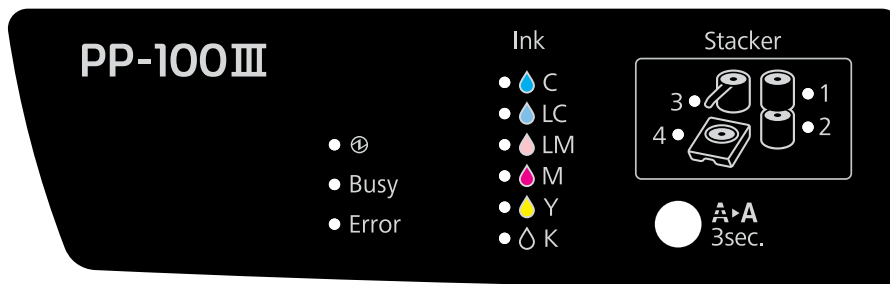 PP-100III
Busy
Error
Ink
C
LC
LM
M
Y
K
Stacker
3
1
4
2
A▸A
3sec.